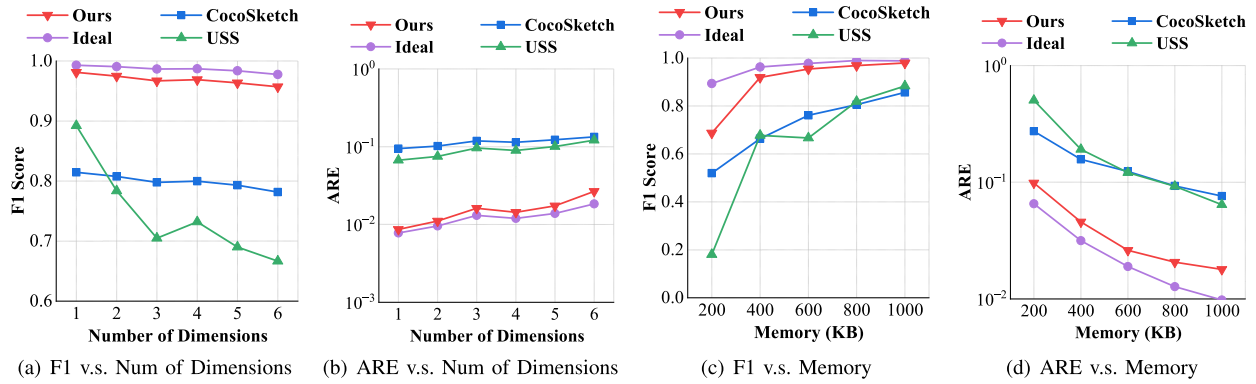 Ours CocoSketch
Ideal USS
F1 Score
1.0
0.9
0.8
0.7
0.6
1 2 3 4 5 6
Number of Dimensions
(a) F1 v.s. Num of Dimensions
Ours CocoSketch
Ideal USS
ARE
10⁰
10⁻¹
10⁻²
10⁻³
1 2 3 4 5 6
Number of Dimensions
(b) ARE v.s. Num of Dimensions
Ours CocoSketch
Ideal USS
F1 Score
1.0
0.8
0.6
0.4
0.2
0.0
200 400 600 800 1000
Memory (KB)
(c) F1 v.s. Memory
Ours CocoSketch
Ideal USS
ARE
10⁰
10⁻¹
10⁻²
200 400 600 800 1000
Memory (KB)
(d) ARE v.s. Memory